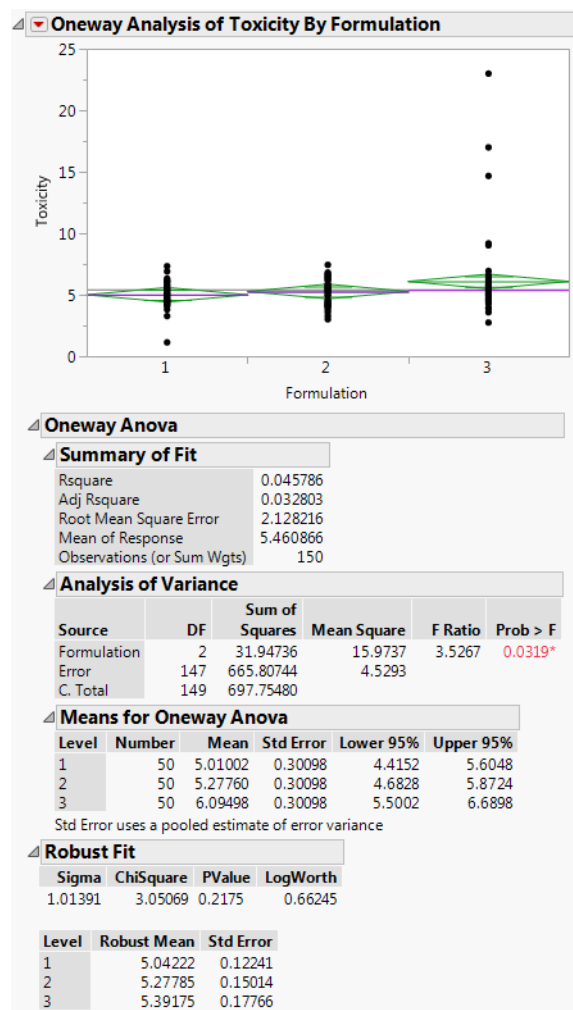 Oneway Analysis of Toxicity By Formulation
25
20
15
10
5
0
Toxicity
1 2 3
Formulation
Oneway Anova
Summary of Fit
Rsquare 0.045786
Adj Rsquare 0.032803
Root Mean Square Error 2.128216
Mean of Response 5.460866
Observations (or Sum Wgts) 150
Analysis of Variance
Sum of
Source DF Squares Mean Square F Ratio Prob > F
Formulation 2 31.94736 15.9737 3.5267 0.0319*
Error 147 665.80744 4.5293
C. Total 149 697.75480
Means for Oneway Anova
Level Number Mean Std Error Lower 95% Upper 95%
1 50 5.01002 0.30098 4.4152 5.6048
2 50 5.27760 0.30098 4.6828 5.8724
3 50 6.09498 0.30098 5.5002 6.6898
Std Error uses a pooled estimate of error variance
Robust Fit
Sigma ChiSquare PValue LogWorth
1.01391 3.05069 0.2175 0.66245
Level Robust Mean Std Error
1 5.04222 0.12241
2 5.27785 0.15014
3 5.39175 0.17766